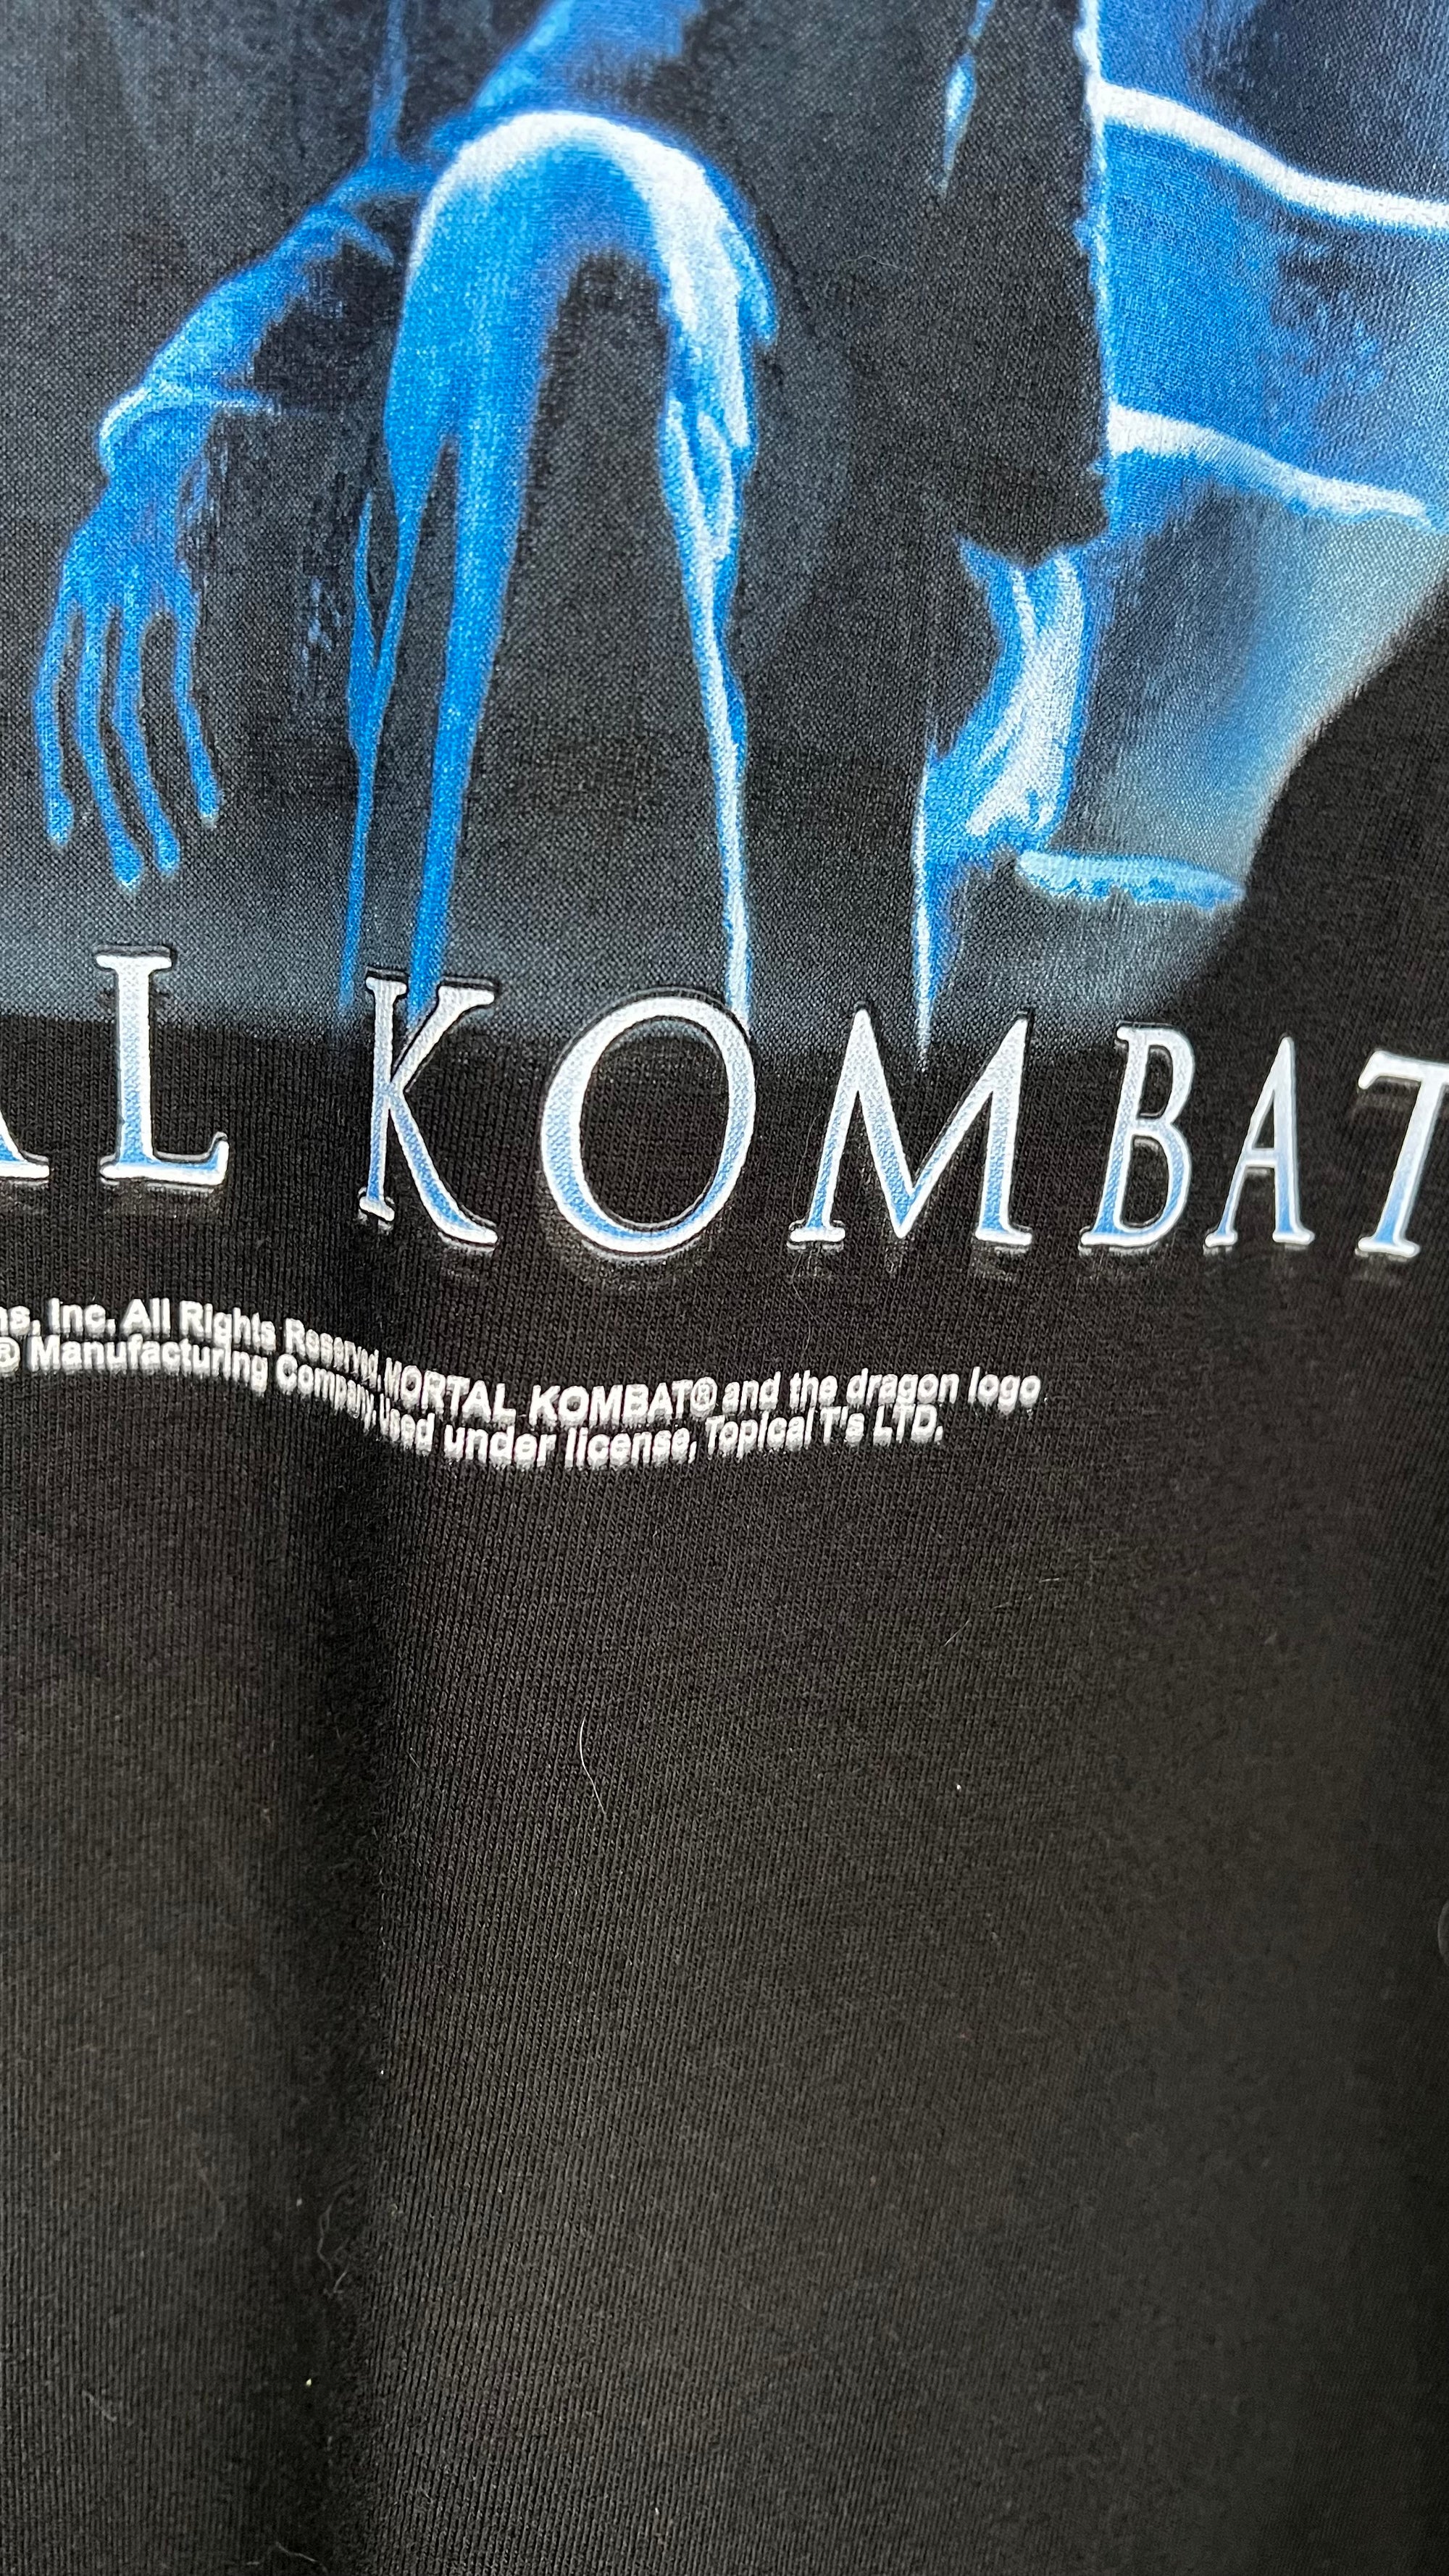 AL KOMBAT
ns, Inc. All Rights Reserved. MORTAL KOMBAT® and the dragon logo
® Manufacturing Company. Used under license, Topical T's LTD.